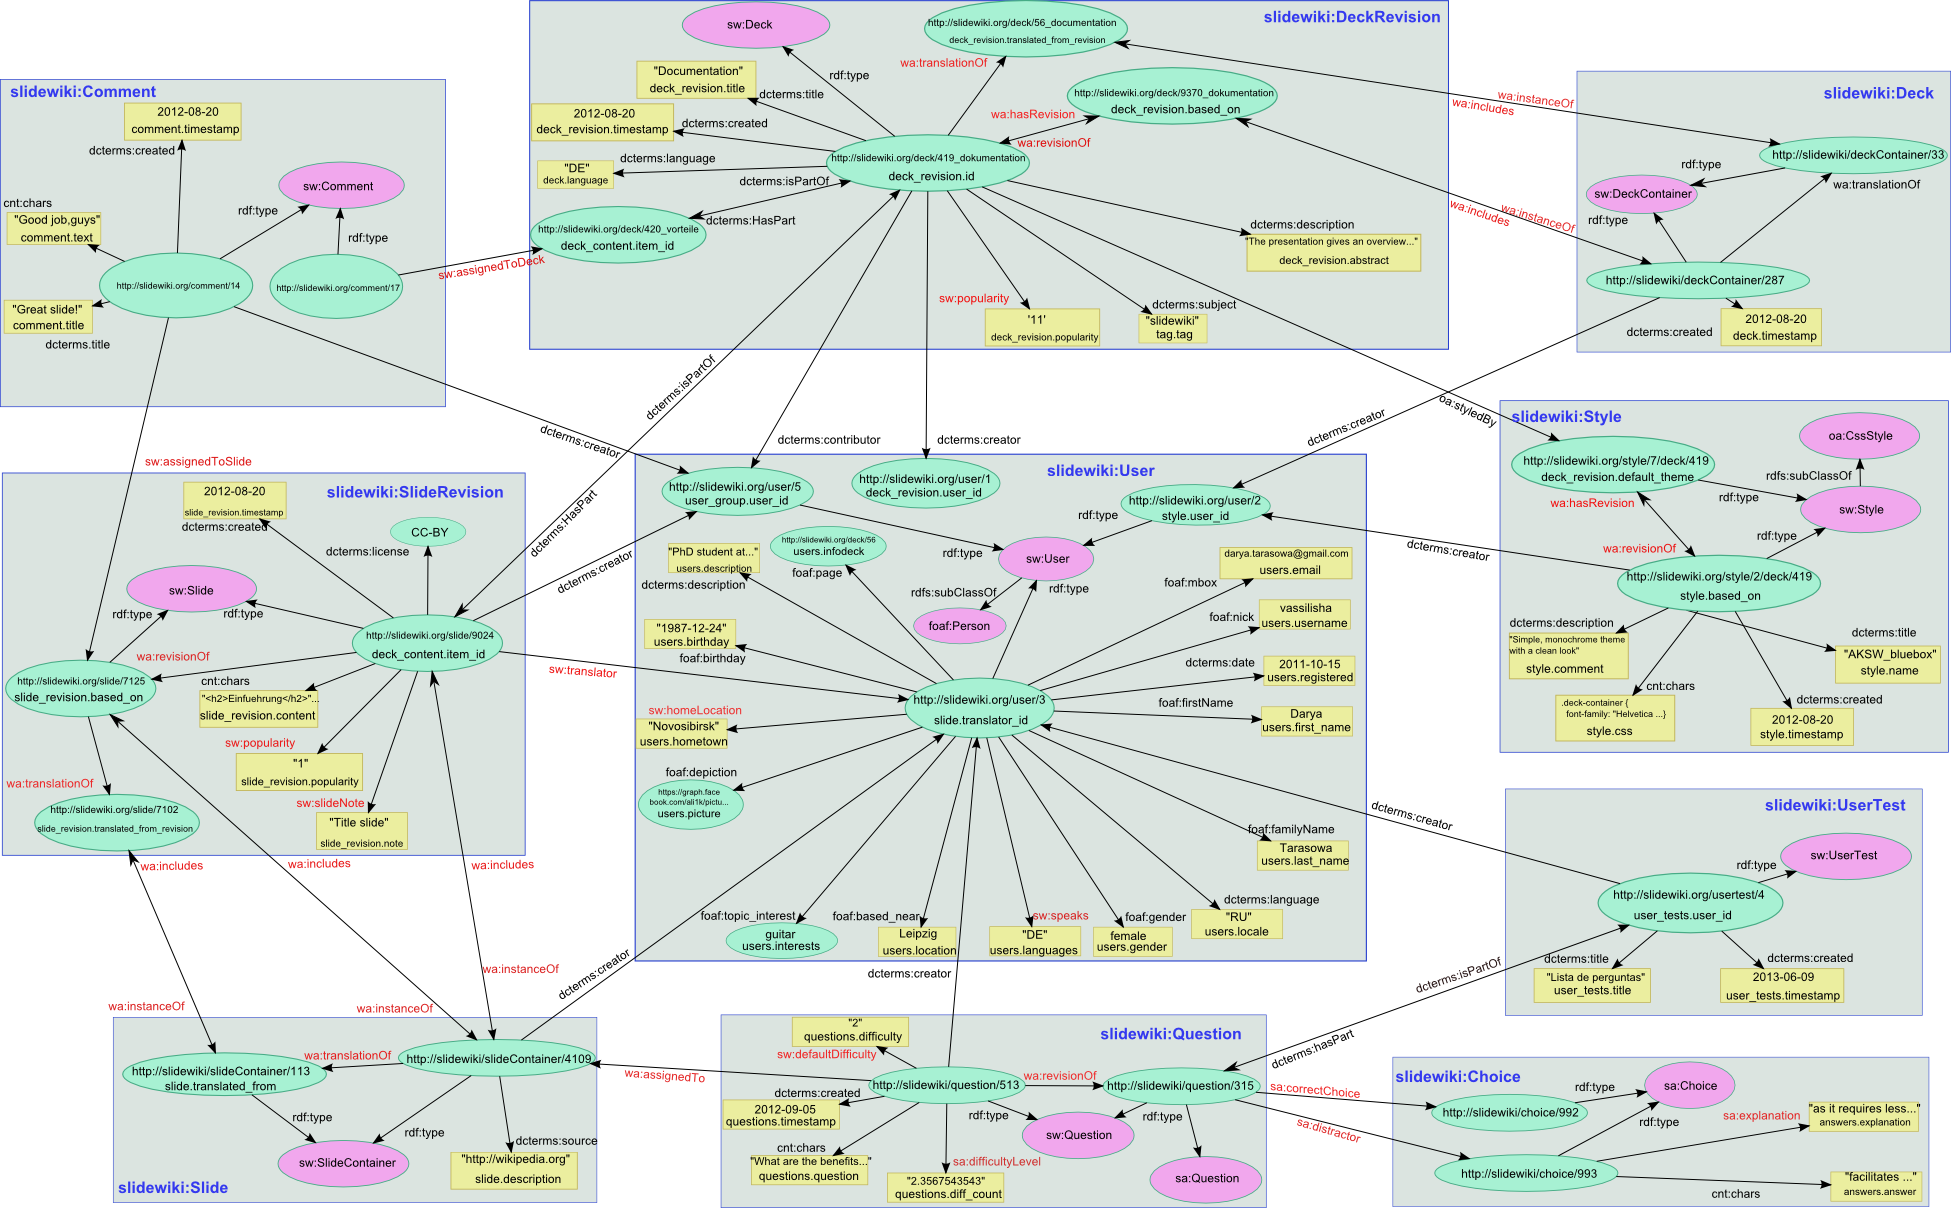 slidewiki:Comment
2012-08-20
comment.timestamp
dcterms:created
sw:Comment
cnt:chars
"Good job,guys"
comment.text
rdf:type
rdf:type
http://slidewiki.org/comment/14
http://slidewiki.org/comment/17
"Great slide!"
comment.title
dcterms.title
sw:assignedToDeck
sw:assignedToSlide
dcterms:creator
slidewiki:DeckRevision
sw:Deck
http://slidewiki.org/deck/56_documentation
deck_revision.translated_from_revision
wa:translationOf
rdf:type
"Documentation"
deck_revision.title
dcterms:title
http://slidewiki.org/deck/9370_dokumentation
deck_revision.based_on
2012-08-20
deck_revision.timestamp
dcterms:created
wa:hasRevision
wa:revisionOf
"DE"
deck.language
dcterms:language
http://slidewiki.org/deck/419_dokumentation
deck_revision.id
dcterms:isPartOf
dcterms:HasPart
http://slidewiki.org/deck/420_vorteile
deck_content.item_id
dcterms:description
"The presentation gives an overview..."
deck_revision.abstract
sw:popularity
'11'
deck_revision.popularity
dcterms:subject
"slidewiki"
tag.tag
wa:instanceOf
wa:includes
wa:instanceOf
wa:includes
slidewiki:Deck
http://slidewiki/deckContainer/33
rdf:type
sw:DeckContainer
rdf:type
wa:translationOf
http://slidewiki/deckContainer/287
dcterms:created
2012-08-20
deck.timestamp
dcterms:isPartOf
dcterms:HasPart
dcterms:contributor
dcterms:creator
dcterms:creator
oa:styledBy
slidewiki:Style
oa:CssStyle
http://slidewiki.org/style/7/deck/419
deck_revision.default_theme
rdfs:subClassOf
rdf:type
wa:hasRevision
sw:Style
wa:revisionOf
rdf:type
http://slidewiki.org/style/2/deck/419
style.based_on
dcterms:creator
dcterms:description
"Simple, monochrome theme
with a clean look"
style.comment
dcterms:title
"AKSW_bluebox"
style.name
cnt:chars
.deck-container {
font-family: "Helvetica ...}
style.css
dcterms:created
2012-08-20
style.timestamp
slidewiki:SlideRevision
2012-08-20
slide_revision.timestamp
dcterms:created
CC-BY
dcterms:license
sw:Slide
rdf:type
rdf:type
http://slidewiki.org/slide/9024
deck_content.item_id
dcterms:creator
wa:revisionOf
http://slidewiki.org/slide/7125
slide_revision.based_on
cnt:chars
"<h2>Einfuehrung</h2>"...
slide_revision.content
sw:popularity
"1"
slide_revision.popularity
wa:translationOf
http://slidewiki.org/slide/7102
slide_revision.translated_from_revision
sw:slideNote
"Title slide"
slide_revision.note
sw:translator
wa:includes
wa:includes
wa:includes
wa:instanceOf
wa:instanceOf
wa:instanceOf
slidewiki:User
http://slidewiki.org/user/5
user_group.user_id
http://slidewiki.org/user/1
deck_revision.user_id
http://slidewiki.org/user/2
style.user_id
rdf:type
rdf:type
sw:User
rdf:type
rdfs:subClassOf
foaf:Person
"PhD student at..."
users.description
dcterms:description
http://slidewiki.org/deck/56
users.infodeck
foaf:page
darya.tarasowa@gmail.com
users.email
foaf:mbox
foaf:nick
vassilisha
users.username
"1987-12-24"
users.birthday
foaf:birthday
dcterms:date
2011-10-15
users.registered
http://slidewiki.org/user/3
slide.translator_id
foaf:firstName
Darya
users.first_name
sw:homeLocation
"Novosibirsk"
users.hometown
foaf:depiction
https://graph.face
book.com/ali1k/pictu...
users.picture
foaf:familyName
Tarasowa
users.last_name
foaf:topic_interest
guitar
users.interests
foaf:based_near
Leipzig
users.location
sw:speaks
"DE"
users.languages
foaf:gender
female
users.gender
dcterms:language
"RU"
users.locale
dcterms:creator
dcterms:creator
dcterms:creator
slidewiki:UserTest
sw:UserTest
rdf:type
http://slidewiki.org/usertest/4
user_tests.user_id
dcterms:title
"Lista de perguntas"
user_tests.title
dcterms:created
2013-06-09
user_tests.timestamp
dcterms:isPartOf
dcterms:hasPart
slidewiki:Slide
http://slidewiki/slideContainer/113
slide.translated_from
wa:translationOf
http://slidewiki/slideContainer/4109
rdf:type
rdf:type
sw:SlideContainer
dcterms:source
"http://wikipedia.org"
slide.description
wa:assignedTo
slidewiki:Question
"2"
questions.difficulty
sw:defaultDifficulty
http://slidewiki/question/513
wa:revisionOf
http://slidewiki/question/315
dcterms:created
2012-09-05
questions.timestamp
rdf:type
rdf:type
sw:Question
cnt:chars
"What are the benefits..."
questions.question
sa:difficultyLevel
"2.3567543543"
questions.diff_count
sa:Question
sa:correctChoice
sa:distractor
slidewiki:Choice
sa:Choice
rdf:type
http://slidewiki/choice/992
rdf:type
sa:explanation
"as it requires less..."
answers.explanation
http://slidewiki/choice/993
cnt:chars
"facilitates ..."
answers.answer